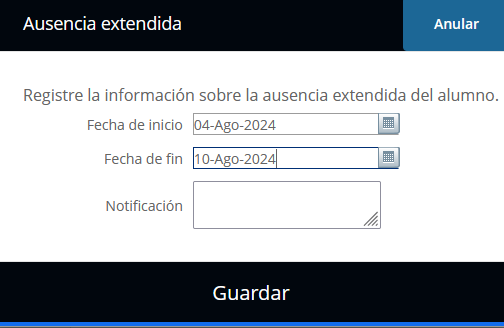 Ausencia extendida
Anular
Registre la información sobre la ausencia extendida del alumno.
Fecha de inicio 04-Ago-2024
Fecha de fin 10-Ago-2024
Notificación
Guardar